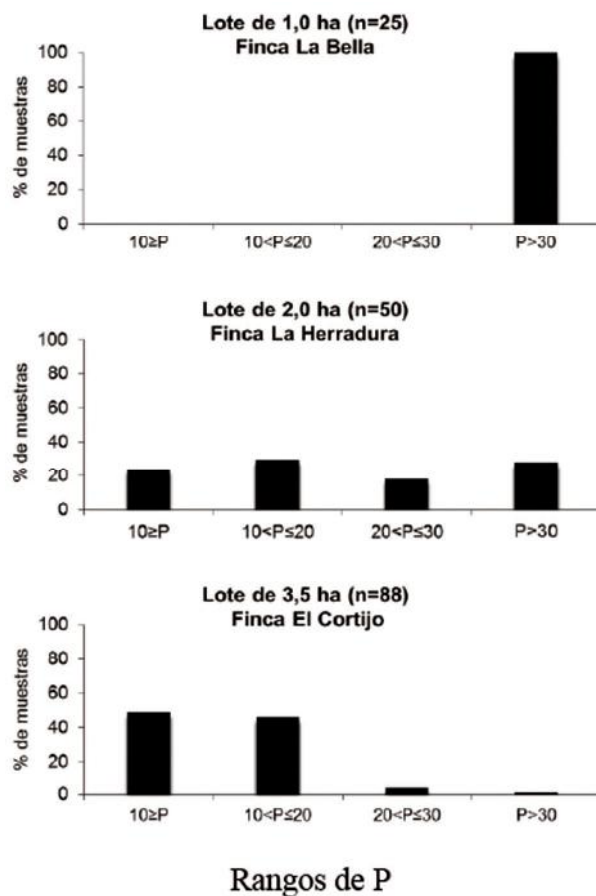 Lote de 1,0 ha (n=25)
Finca La Bella
% de muestras
100
80
60
40
20
0
10≥P 10<P≤20 20<P≤30 P>30
Lote de 2,0 ha (n=50)
Finca La Herradura
% de muestras
100
80
60
40
20
0
10≥P 10<P≤20 20<P≤30 P>30
Lote de 3,5 ha (n=88)
Finca El Cortijo
% de muestras
100
80
60
40
20
0
10≥P 10<P≤20 20<P≤30 P>30
Rangos de P